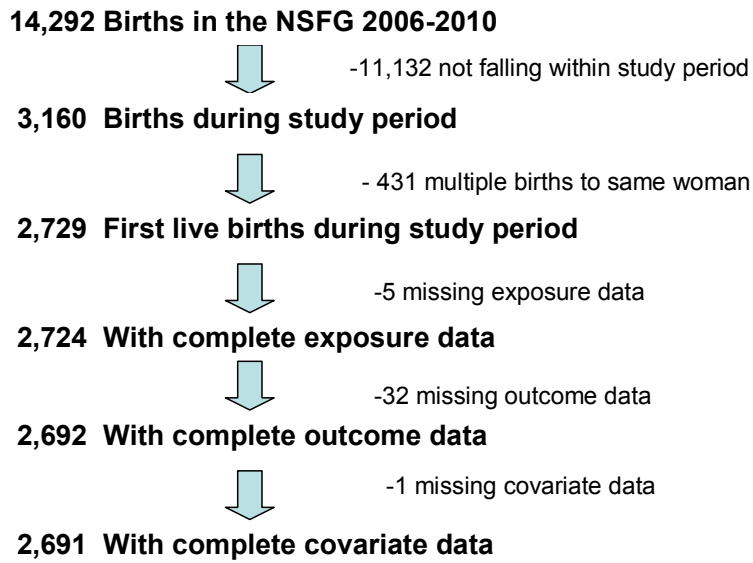 14,292 Births in the NSFG 2006-2010
-11,132 not falling within study period
3,160 Births during study period
- 431 multiple births to same woman
2,729 First live births during study period
-5 missing exposure data
2,724 With complete exposure data
-32 missing outcome data
2,692 With complete outcome data
-1 missing covariate data
2,691 With complete covariate data